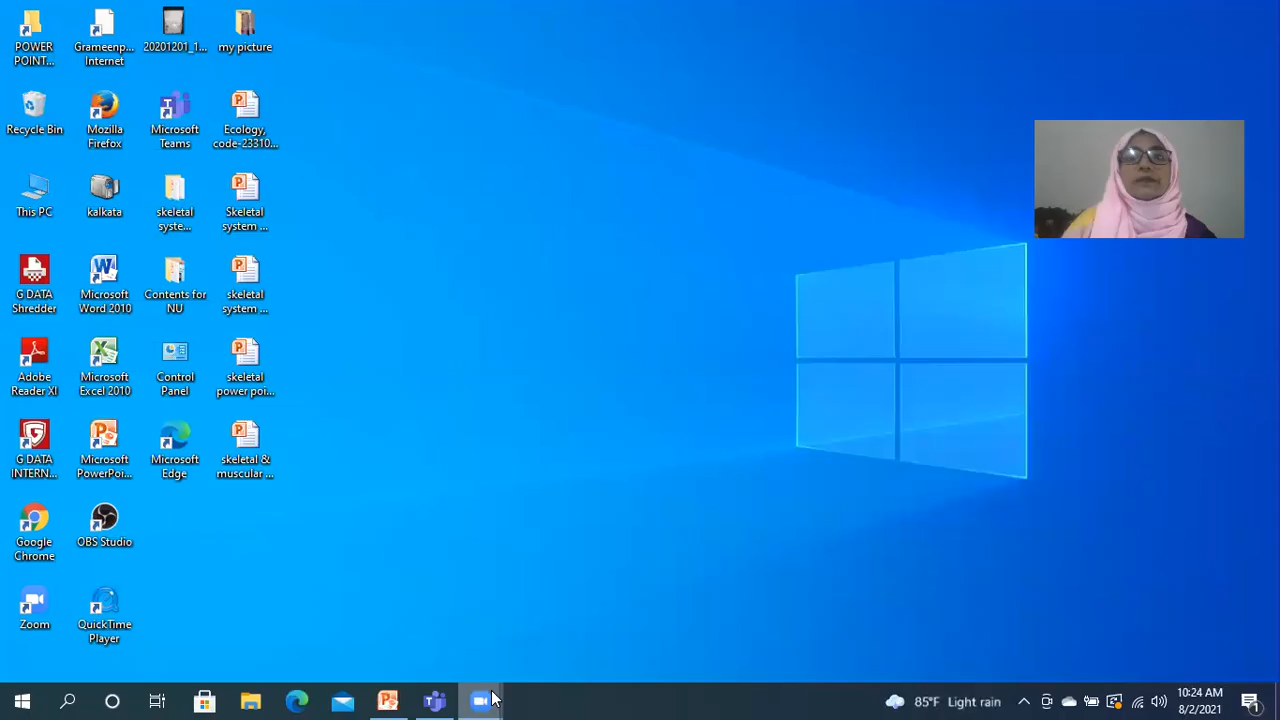 POWER
POINT...
Grameenp...
Internet
20201201_1...
my picture
Recycle Bin
Mozilla
Firefox
Microsoft
Teams
Ecology,
code-23310...
This PC
kalkata
skeletal
syste...
Skeletal
system ...
G DATA
Shredder
Microsoft
Word 2010
Contents for
NU
skeletal
system ...
Adobe
Reader XI
Microsoft
Excel 2010
Control
Panel
skeletal
power poi...
G DATA
INTERN...
Microsoft
PowerPoi...
Microsoft
Edge
skeletal &
muscular ...
Google
Chrome
OBS Studio
Zoom
QuickTime
Player
85°F Light rain
10:24 AM
8/2/2021
1